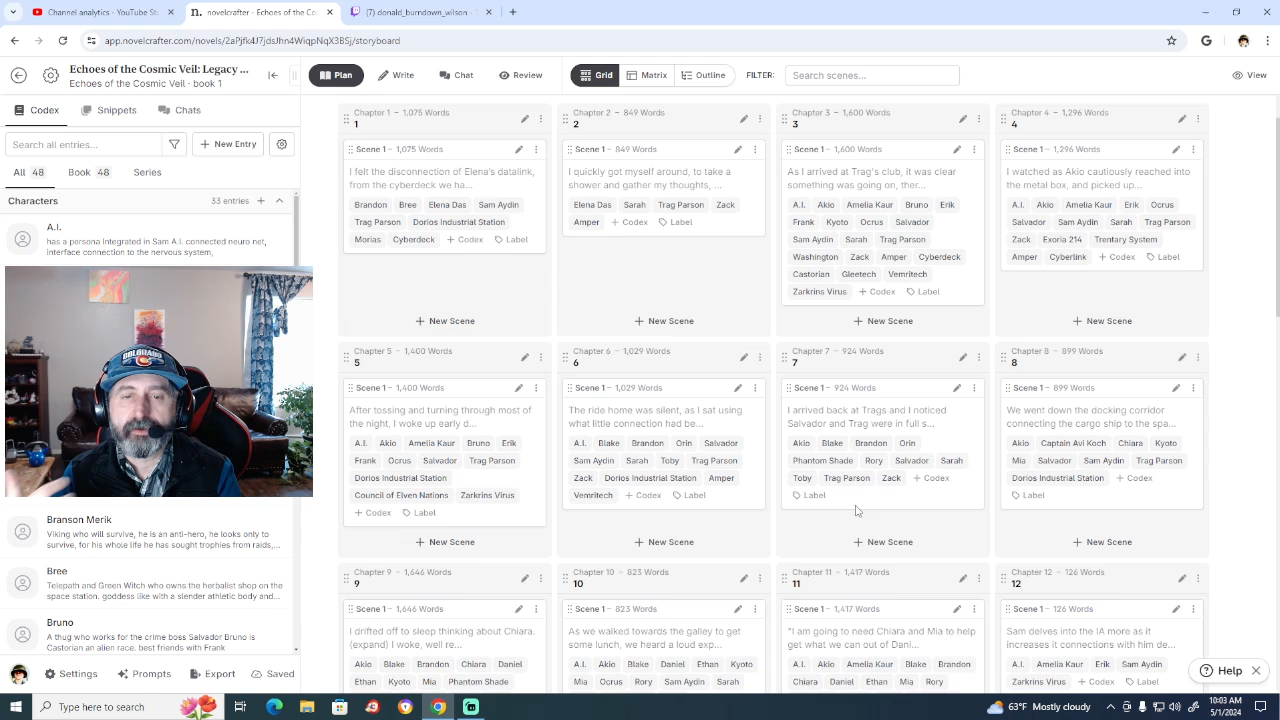 YouTube Studio
Echoes of the Co
novelcrafter - Echoes of the Cos
(7) donald_burndown_wilson
app.novelcrafter.com/novels/2aPjfk4J7jdsJhn4WiqpNqX3BSj/storyboard
Echoes of the Cosmic Veil: Legacy ...
Echoes of the Cosmic Veil - book 1
Plan
Write
Chat
Review
Grid
Matrix
Outline
FILTER:
Search scenes...
View
Codex
Snippets
Chats
Search all entries...
+ New Entry
All 48
Book 48
Series
Characters
33 entries
A.I.
has a persona Integrated in Sam A.I. connected neuro net,
interface connection to the nervous system,
COLORADO
Branson Merik
Viking who will survive, he is an anti-hero, he looks only to
survive, for his whole life he has sought trophies from raids,...
Bree
Telepath and Green Witch who owns the herbalist shop on the
space station. goddess like with a slender athletic body and...
Bruno
A thug who works for the crime boss Salvador Bruno is
Castorian an alien race. best friends with Frank
Settings
Prompts
Export
Saved
Chapter 1 – 1,075 Words
1
Scene 1 – 1,075 Words
I felt the disconnection of Elena's datalink,
from the cyberdeck we ha...
Brandon Bree Elena Das Sam Aydin
Trag Parson Dorios Industrial Station
Morias Cyberdeck + Codex Label
+ New Scene
Chapter 2 – 849 Words
2
Scene 1 – 849 Words
I quickly got myself around, to take a
shower and gather my thoughts, ...
Elena Das Sarah Trag Parson Zack
Amper + Codex Label
+ New Scene
Chapter 3 – 1,600 Words
3
Scene 1 – 1,600 Words
As I arrived at Trag's club, it was clear
something was going on, ther...
A.I. Akio Amelia Kaur Bruno Erik
Frank Kyoto Ocrus Salvador
Sam Aydin Sarah Trag Parson
Washington Zack Amper Cyberdeck
Castorian Gleetech Vemritech
Zarkrins Virus + Codex Label
+ New Scene
Chapter 4 – 1,296 Words
4
Scene 1 – 1,296 Words
I watched as Akio cautiously reached into
the metal box, and picked up...
A.I. Akio Amelia Kaur Erik Ocrus
Salvador Sam Aydin Sarah Trag Parson
Zack Exoria 214 Trentary System
Amper Cyberlink + Codex Label
+ New Scene
Chapter 5 – 1,400 Words
5
Scene 1 – 1,400 Words
After tossing and turning through most of
the night, I woke up early d...
A.I. Akio Amelia Kaur Bruno Erik
Frank Ocrus Salvador Trag Parson
Dorios Industrial Station
Council of Elven Nations Zarkrins Virus
+ Codex Label
+ New Scene
Chapter 6 – 1,029 Words
6
Scene 1 – 1,029 Words
The ride home was silent, as I sat using
what little connection had be...
A.I. Blake Brandon Orin Salvador
Sam Aydin Sarah Toby Trag Parson
Zack Dorios Industrial Station Amper
Vemritech + Codex Label
+ New Scene
Chapter 7 – 924 Words
7
Scene 1 – 924 Words
I arrived back at Trags and I noticed
Salvador and Trag were in full s...
Akio Blake Brandon Orin
Phantom Shade Rory Salvador Sarah
Toby Trag Parson Zack + Codex
Label
+ New Scene
Chapter 8 – 899 Words
8
Scene 1 – 899 Words
We went down the docking corridor
connecting the cargo ship to the spa...
Akio Captain Avi Koch Chiara Kyoto
Mia Salvador Sam Aydin Trag Parson
Dorios Industrial Station + Codex
Label
+ New Scene
Chapter 9 – 1,646 Words
9
Scene 1 – 1,646 Words
I drifted off to sleep thinking about Chiara.
(expand) I woke, well re...
Akio Blake Brandon Chiara Daniel
Ethan Kyoto Mia Phantom Shade
Chapter 10 – 823 Words
10
Scene 1 – 823 Words
As we walked towards the galley to get
some lunch, we heard a loud exp...
A.I. Akio Blake Daniel Ethan Kyoto
Mia Ocrus Rory Sam Aydin Sarah
Chapter 11 – 1,417 Words
11
Scene 1 – 1,417 Words
"I am going to need Chiara and Mia to help
get what we can out of Dani...
A.I. Akio Amelia Kaur Blake Brandon
Chiara Daniel Ethan Mia Rory
Chapter 12 – 126 Words
12
Scene 1 – 126 Words
Sam delves into the IA more as it
increases it connections with him de...
A.I. Amelia Kaur Erik Sam Aydin
Zarkrins Virus + Codex Label
Help
Type here to search
63°F Mostly cloudy
10:03 AM
5/1/2024